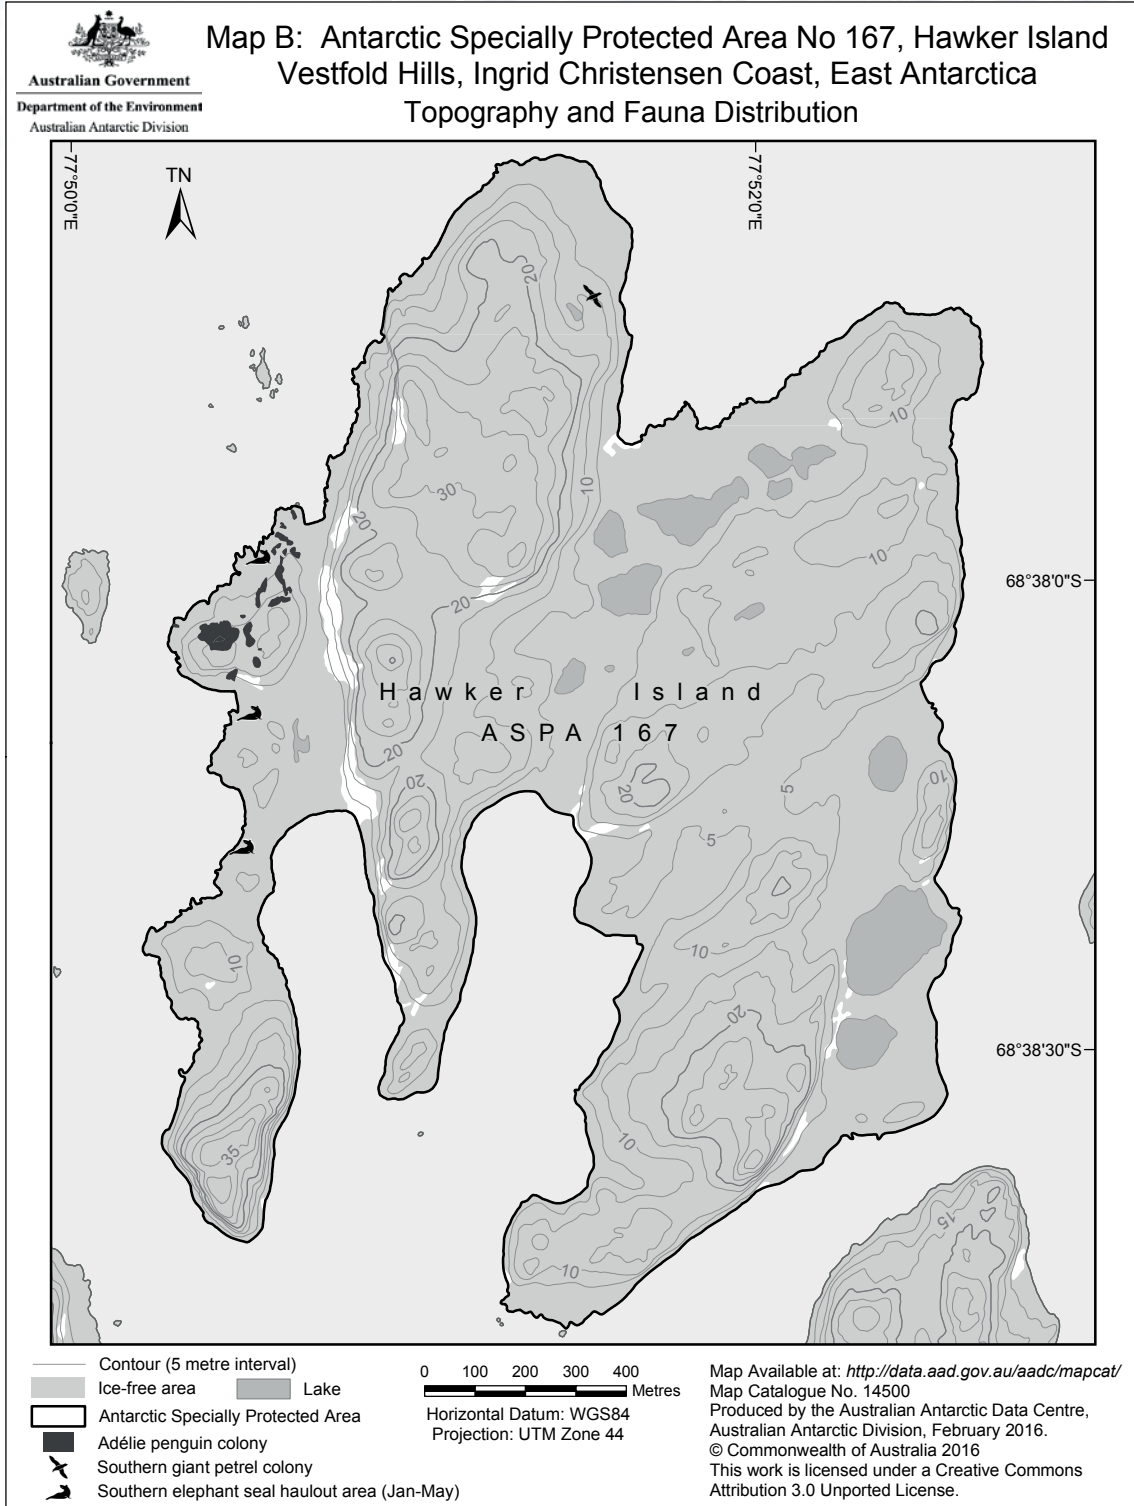 Australian Government
Department of the Environment
Australian Antarctic Division
Map B: Antarctic Specially Protected Area No 167, Hawker Island
Vestfold Hills, Ingrid Christensen Coast, East Antarctica
Topography and Fauna Distribution
77°50'0"E
77°52'0"E
TN
20
10
30
10
20
10
20
68°38'0"S
Hawker Island
ASPA 167
20
20
20
5
10
5
10
10
20
68°38'30"S
10
35
15
10
Contour (5 metre interval)
Ice-free area
Lake
Antarctic Specially Protected Area
Adélie penguin colony
Southern giant petrel colony
Southern elephant seal haulout area (Jan-May)
0 100 200 300 400
Metres
Horizontal Datum: WGS84
Projection: UTM Zone 44
Map Available at: http://data.aad.gov.au/aadc/mapcat/
Map Catalogue No. 14500
Produced by the Australian Antarctic Data Centre,
Australian Antarctic Division, February 2016.
© Commonwealth of Australia 2016
This work is licensed under a Creative Commons
Attribution 3.0 Unported License.